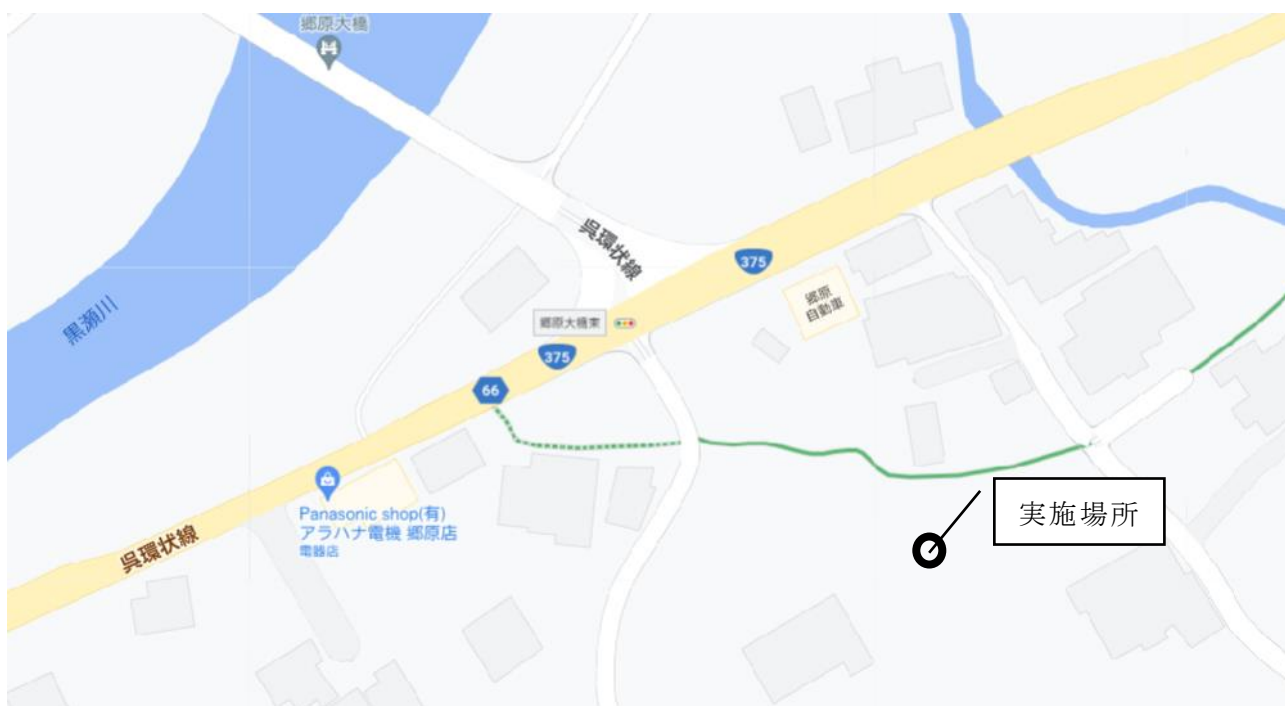 郷原大橋
呉環状線
375
黒瀬川
郷原
自動車
郷原大橋東
375
66
Panasonic shop(有)
アラハナ電機 郷原店
電器店
実施場所
呉環状線